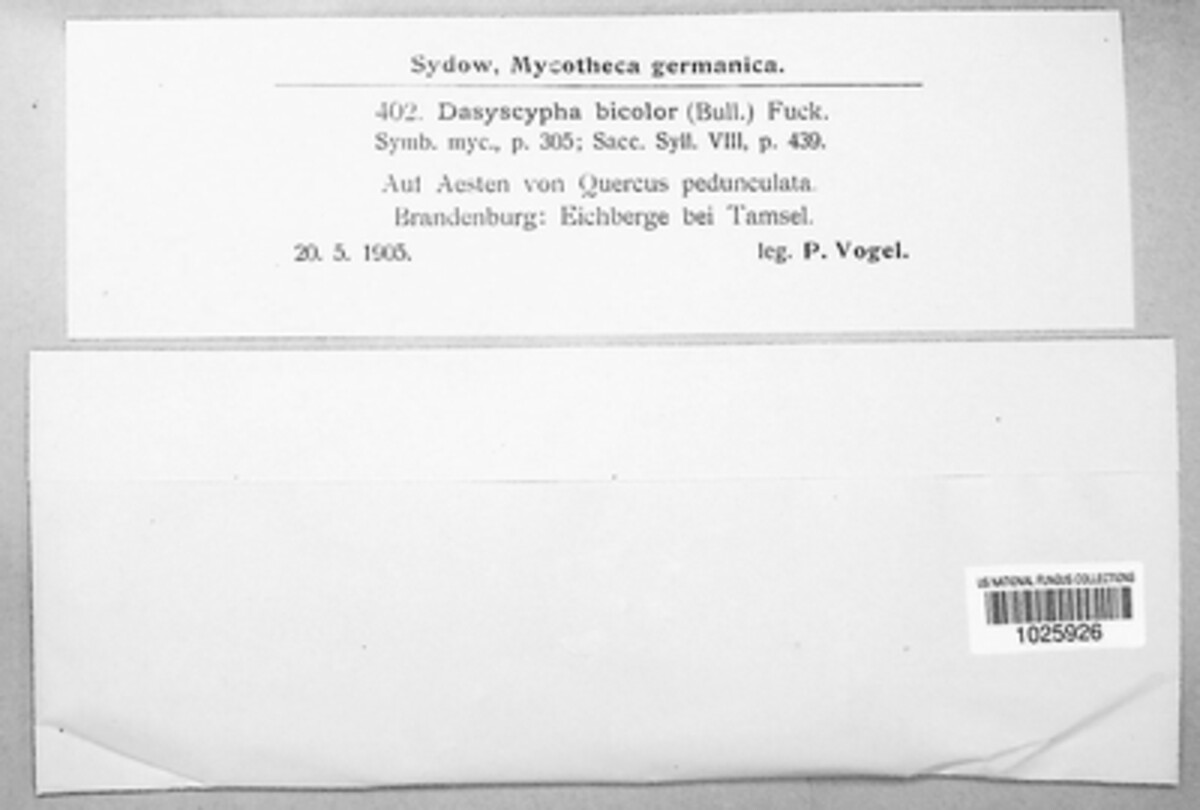 Sydow, Mycotheca germanica.
402. Dasyscypha bicolor (Bull.) Fuck.
Symb. myc., p. 305; Sacc. Syll. VIII, p. 439.
Auf Aesten von Quercus pedunculata.
Brandenburg: Eichberge bei Tamsel.
20. 5. 1905. leg. P. Vogel.
US NATIONAL FUNGUS COLLECTIONS
1025926